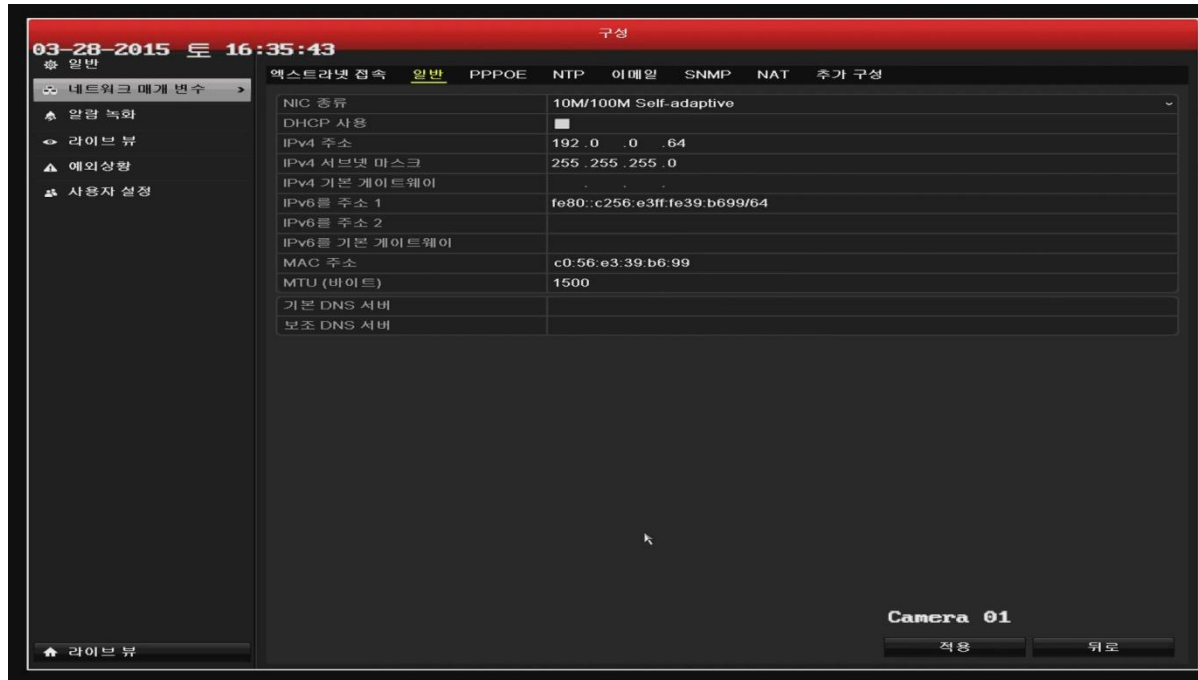 구성
03-28-2015 토 16:35:43
일반
네트워크 매개 변수
알람 녹화
라이브 뷰
예외상황
사용자 설정
라이브 뷰
엑스트라넷 접속 일반 PPPOE NTP 이메일 SNMP NAT 추가 구성
NIC 종류 10M/100M Self-adaptive
DHCP 사용
IPv4 주소 192 .0 .0 .64
IPv4 서브넷 마스크 255 .255 .255 .0
IPv4 기본 게이트웨이 . . .
IPv6를 주소 1 fe80::c256:e3ff:fe39:b699/64
IPv6를 주소 2
IPv6를 기본 게이트웨이
MAC 주소 c0:56:e3:39:b6:99
MTU (바이트) 1500
기본 DNS 서버
보조 DNS 서버
Camera 01
적용 뒤로